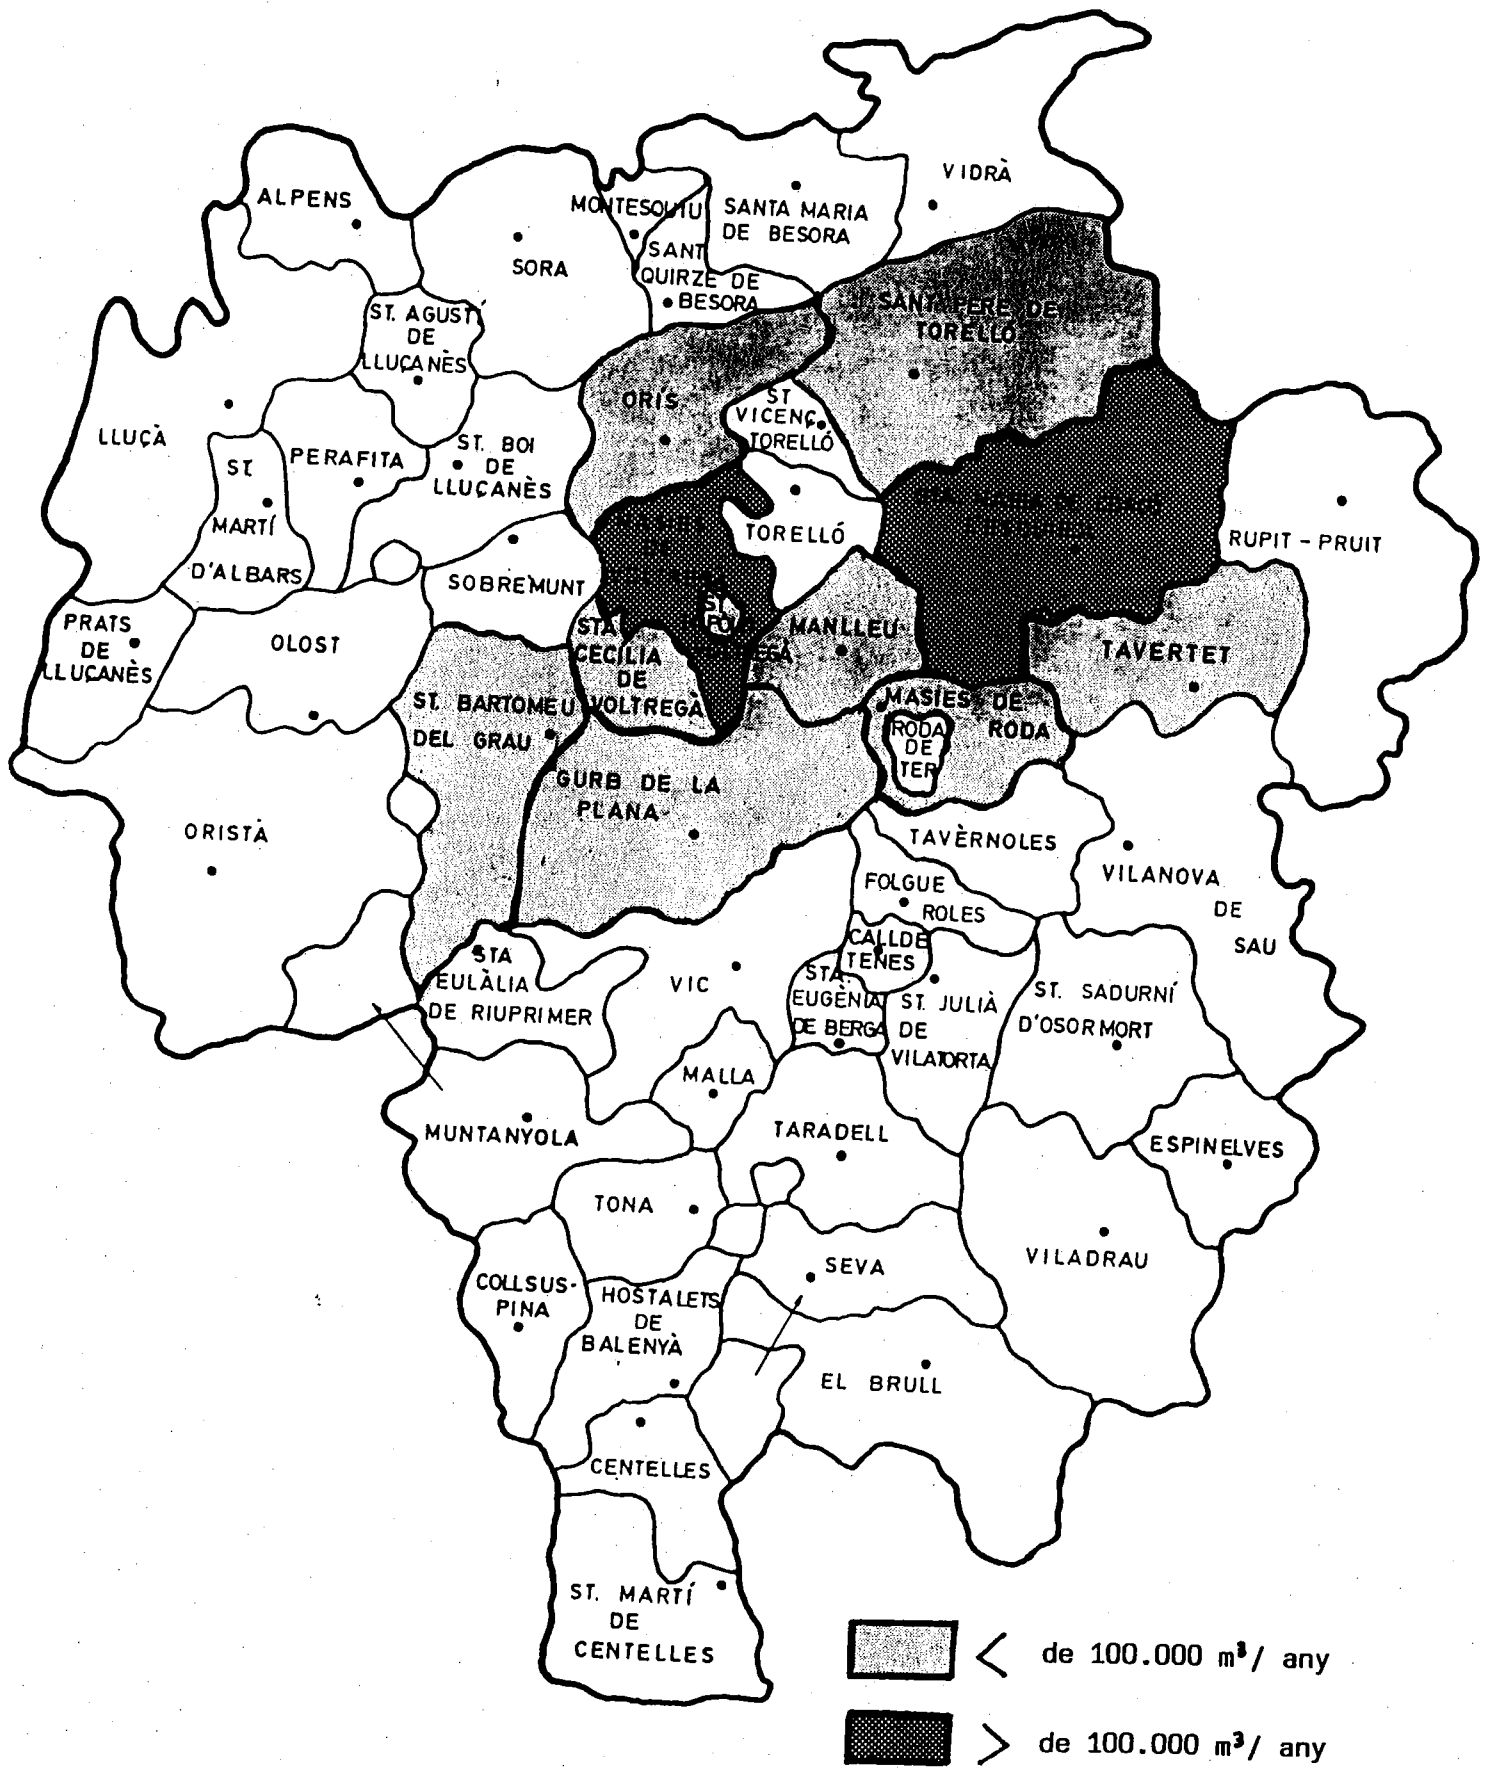 VIDRÀ
ALPENS
MONTESQUIU
SANTA MARIA
DE BESORA
SORA
SANT
QUIRZE DE
BESORA
ST. AGUSTÍ
DE
LLUÇANÈS
SANT PERE DE
TORELLÓ
ORÍS
ST
VICENÇ
TORELLÓ
LLUÇÀ
ST.
MARTÍ
D'ALBARS
PERAFITA
ST. BOI
DE
LLUÇANÈS
TORELLÓ
RUPIT - PRUIT
SOBREMUNT
PRATS
DE
LLUÇANÈS
OLOST
STA
CECÍLIA
DE
VOLTREGÀ
MANLLEU
TAVERTET
ST. BARTOMEU
DEL GRAU
MASÍES DE
RODA
RODA
DE
TER
GURB DE LA
PLANA
ORISTÀ
TAVÈRNOLES
VILANOVA
DE
SAU
FOLGUE
ROLES
CALLDE
TENES
STA
EULÀLIA
DE RIUPRIMER
VIC
STA.
EUGÈNIA
DE BERGA
ST. JULIÀ
DE
VILATORTA
ST. SADURNÍ
D'OSORMORT
MALLA
MUNTANYOLA
TARADELL
ESPINELVES
TONA
SEVA
VILADRAU
COLLSUS-
PINA
HOSTALETS
DE
BALENYÀ
EL BRULL
CENTELLES
ST. MARTÍ
DE
CENTELLES
< de 100.000 m³/ any
> de 100.000 m³/ any